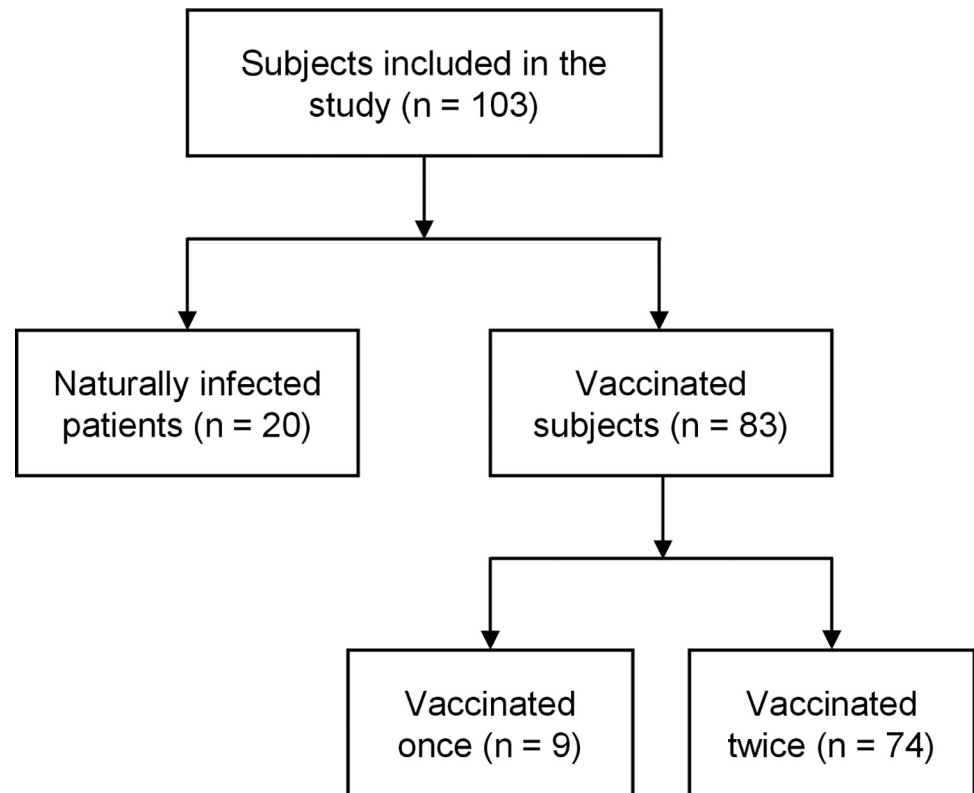 Subjects included in the
study (n = 103)
Naturally infected
patients (n = 20)
Vaccinated
subjects (n = 83)
Vaccinated
once (n = 9)
Vaccinated
twice (n = 74)